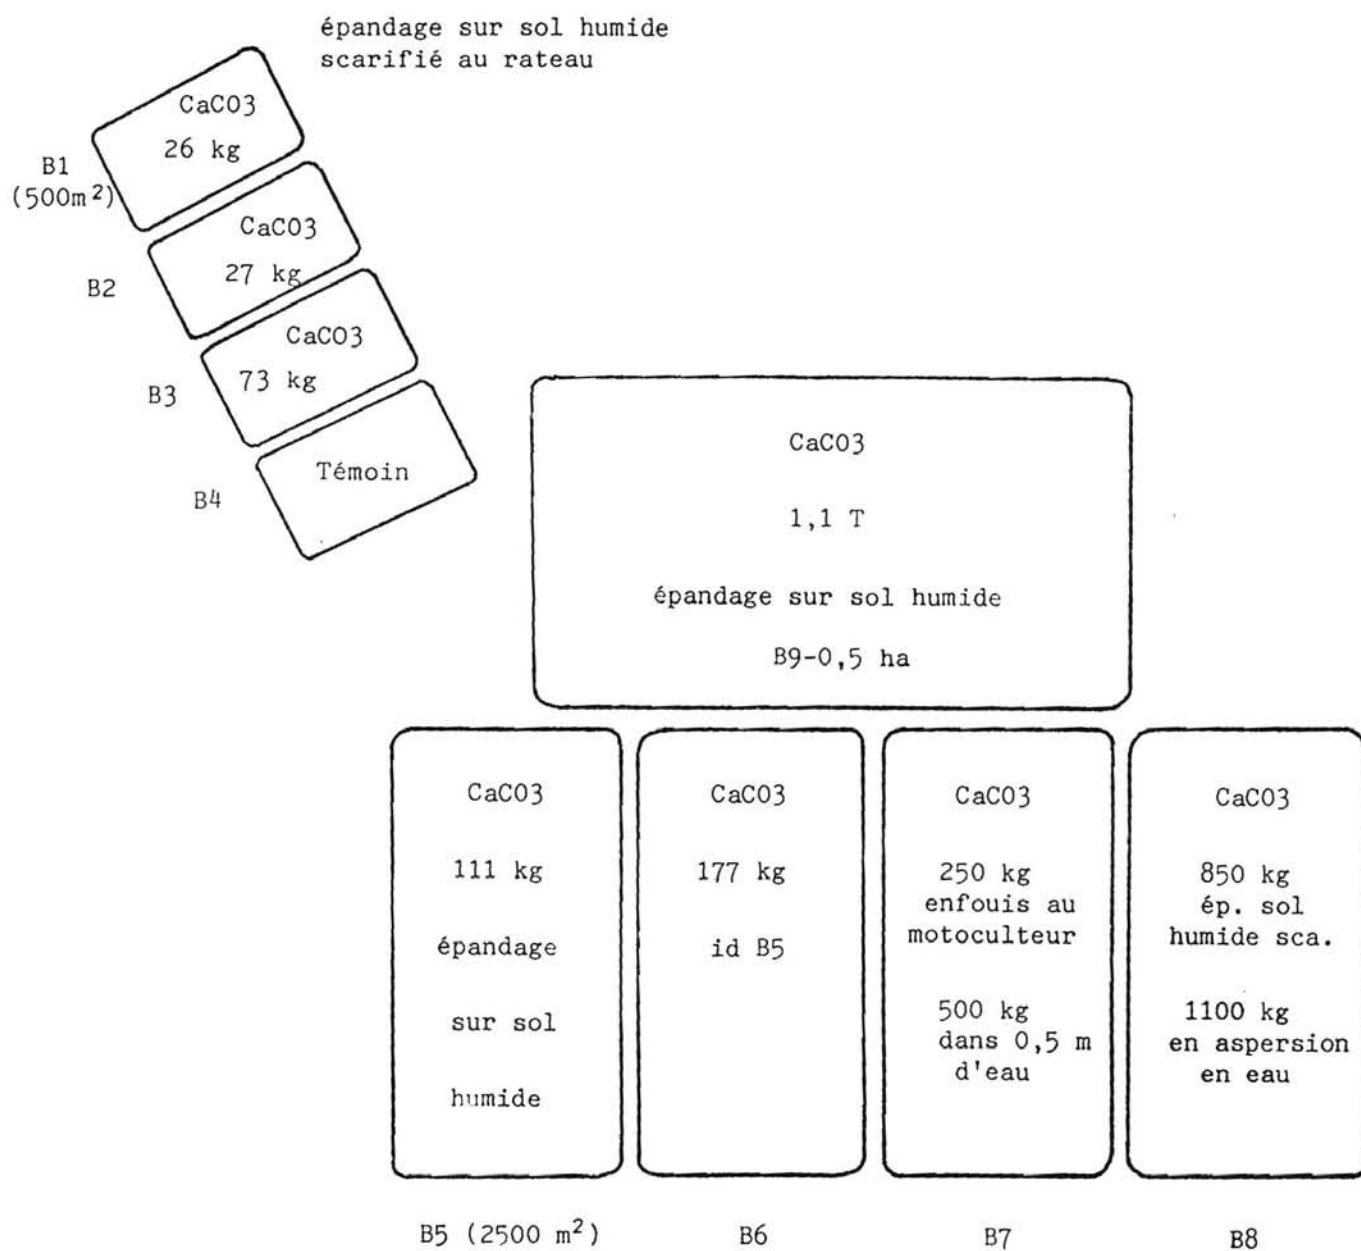 épandage sur sol humide
scarifié au rateau
CaCO3
26 kg
B1
(500m²)
CaCO3
27 kg
B2
CaCO3
73 kg
B3
Témoin
B4
CaCO3
1,1 T
épandage sur sol humide
B9-0,5 ha
CaCO3
111 kg
épandage
sur sol
humide
B5 (2500 m²)
CaCO3
177 kg
id B5
B6
CaCO3
250 kg
enfouis au
motoculteur
500 kg
dans 0,5 m
d'eau
B7
CaCO3
850 kg
ép. sol
humide sca.
1100 kg
en aspersion
en eau
B8